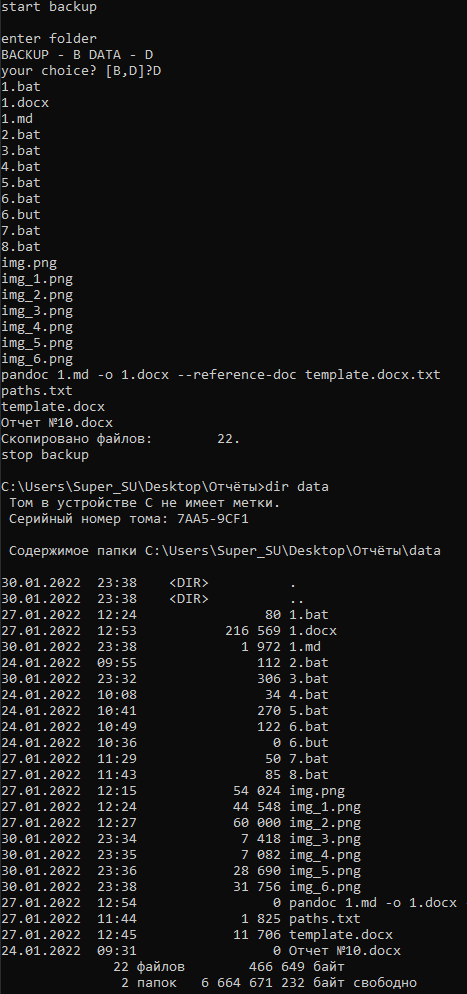 start backup
enter folder
BACKUP - B DATA - D
your choice? [B,D]?D
1.bat
1.docx
1.md
2.bat
3.bat
4.bat
5.bat
6.bat
6.but
7.bat
8.bat
img.png
img_1.png
img_2.png
img_3.png
img_4.png
img_5.png
img_6.png
pandoc 1.md -o 1.docx --reference-doc template.docx.txt
paths.txt
template.docx
Отчет №10.docx
Скопировано файлов:        22.
stop backup
C:\Users\Super_SU\Desktop\Отчёты>dir data
Том в устройстве C не имеет метки.
Серийный номер тома: 7AA5-9CF1
Содержимое папки C:\Users\Super_SU\Desktop\Отчёты\data
30.01.2022  23:38    <DIR>          .
30.01.2022  23:38    <DIR>          ..
27.01.2022  12:24                80 1.bat
27.01.2022  12:53           216 569 1.docx
30.01.2022  23:38             1 972 1.md
24.01.2022  09:55               112 2.bat
30.01.2022  23:32               306 3.bat
24.01.2022  10:08                34 4.bat
24.01.2022  10:41               270 5.bat
24.01.2022  10:49               122 6.bat
24.01.2022  10:36                 0 6.but
27.01.2022  11:29                50 7.bat
27.01.2022  11:43                85 8.bat
27.01.2022  12:15            54 024 img.png
27.01.2022  12:24            44 548 img_1.png
27.01.2022  12:27            60 000 img_2.png
30.01.2022  23:34             7 418 img_3.png
30.01.2022  23:35             7 082 img_4.png
30.01.2022  23:36            28 690 img_5.png
30.01.2022  23:38            31 756 img_6.png
27.01.2022  12:54                 0 pandoc 1.md -o 1.docx
27.01.2022  11:44             1 825 paths.txt
27.01.2022  12:45            11 706 template.docx
24.01.2022  09:31                 0 Отчет №10.docx
22 файлов        466 649 байт
2 папок   6 664 671 232 байт свободно